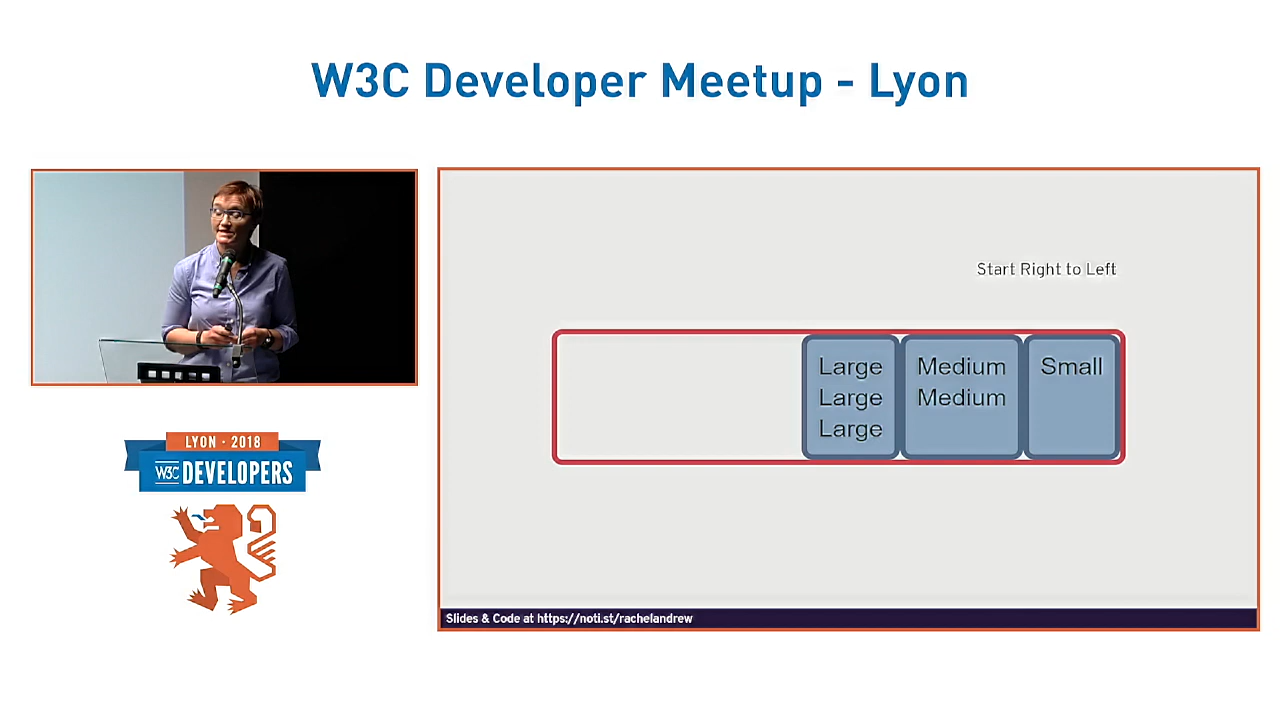 W3C Developer Meetup - Lyon
Start Right to Left
Large
Large
Large
Medium
Medium
Small
LYON · 2018
W3C DEVELOPERS
Slides & Code at https://noti.st/rachelandrew